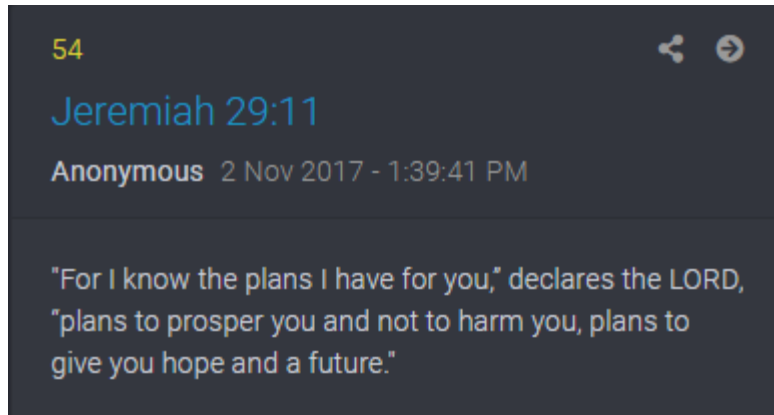 54
Jeremiah 29:11
Anonymous 2 Nov 2017 - 1:39:41 PM
"For I know the plans I have for you,” declares the LORD,
“plans to prosper you and not to harm you, plans to
give you hope and a future."